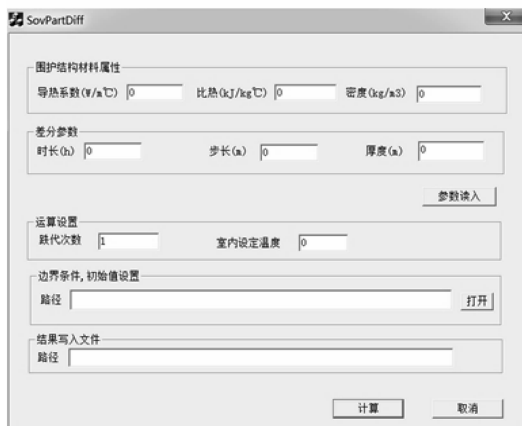 SovPartDiff
围护结构材料属性
导热系数(W/m℃) 0 比热(kJ/kg℃) 0 密度(kg/m3) 0
差分参数
时长(h) 0 步长(m) 0 厚度(m) 0
参数读入
运算设置
跌代次数 1 室内设定温度 0
边界条件,初始值设置
路径 打开
结果写入文件
路径
计算 取消